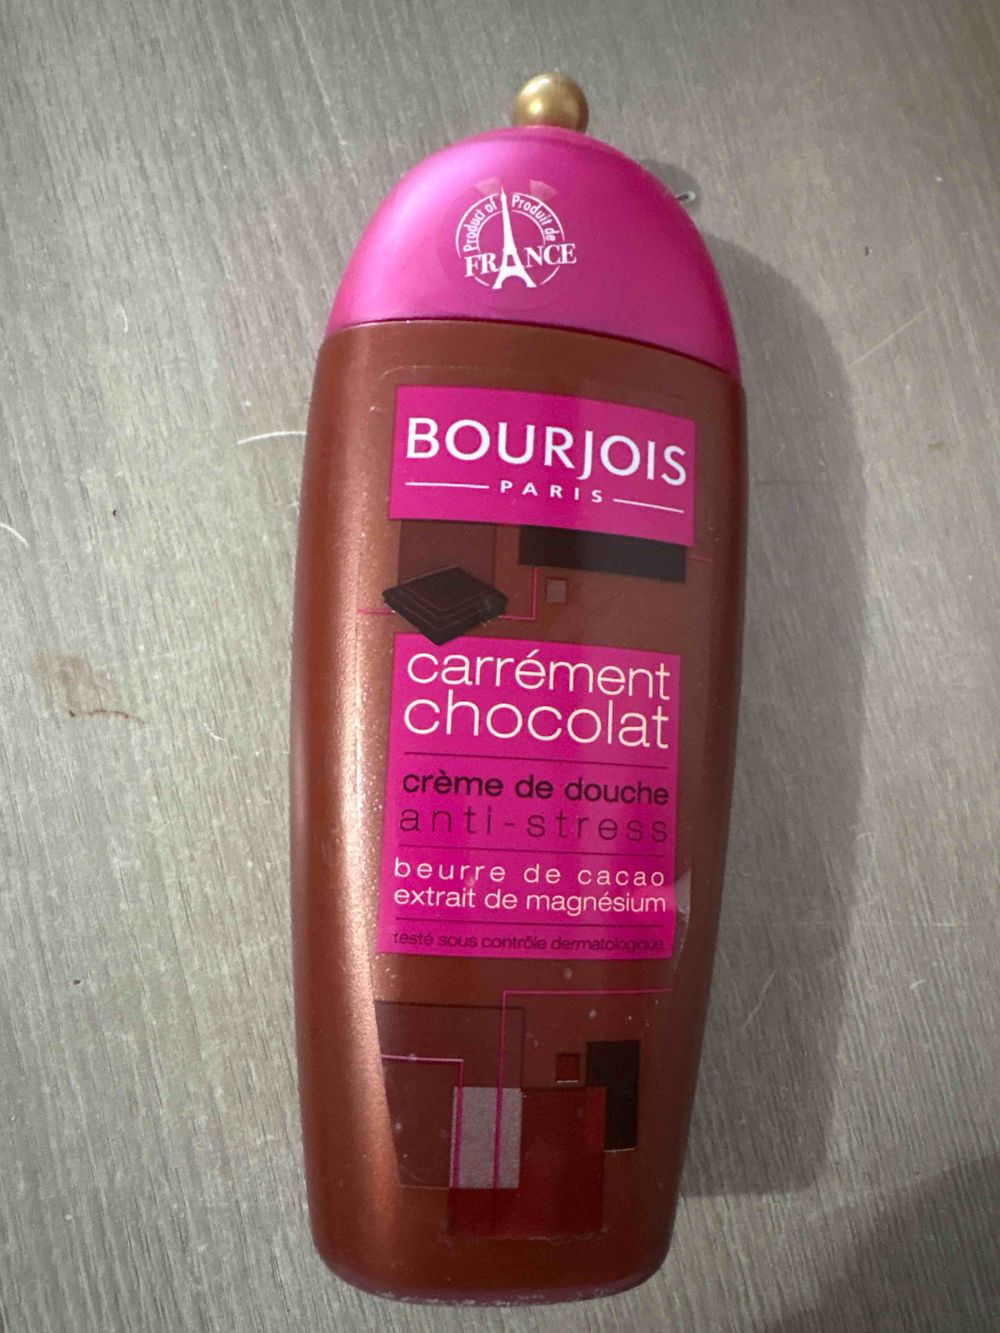 Product of Produit de
FRANCE
BOURJOIS
PARIS
carrément
chocolat
crème de douche
anti-stress
beurre de cacao
extrait de magnésium
testé sous contrôle dermatologique